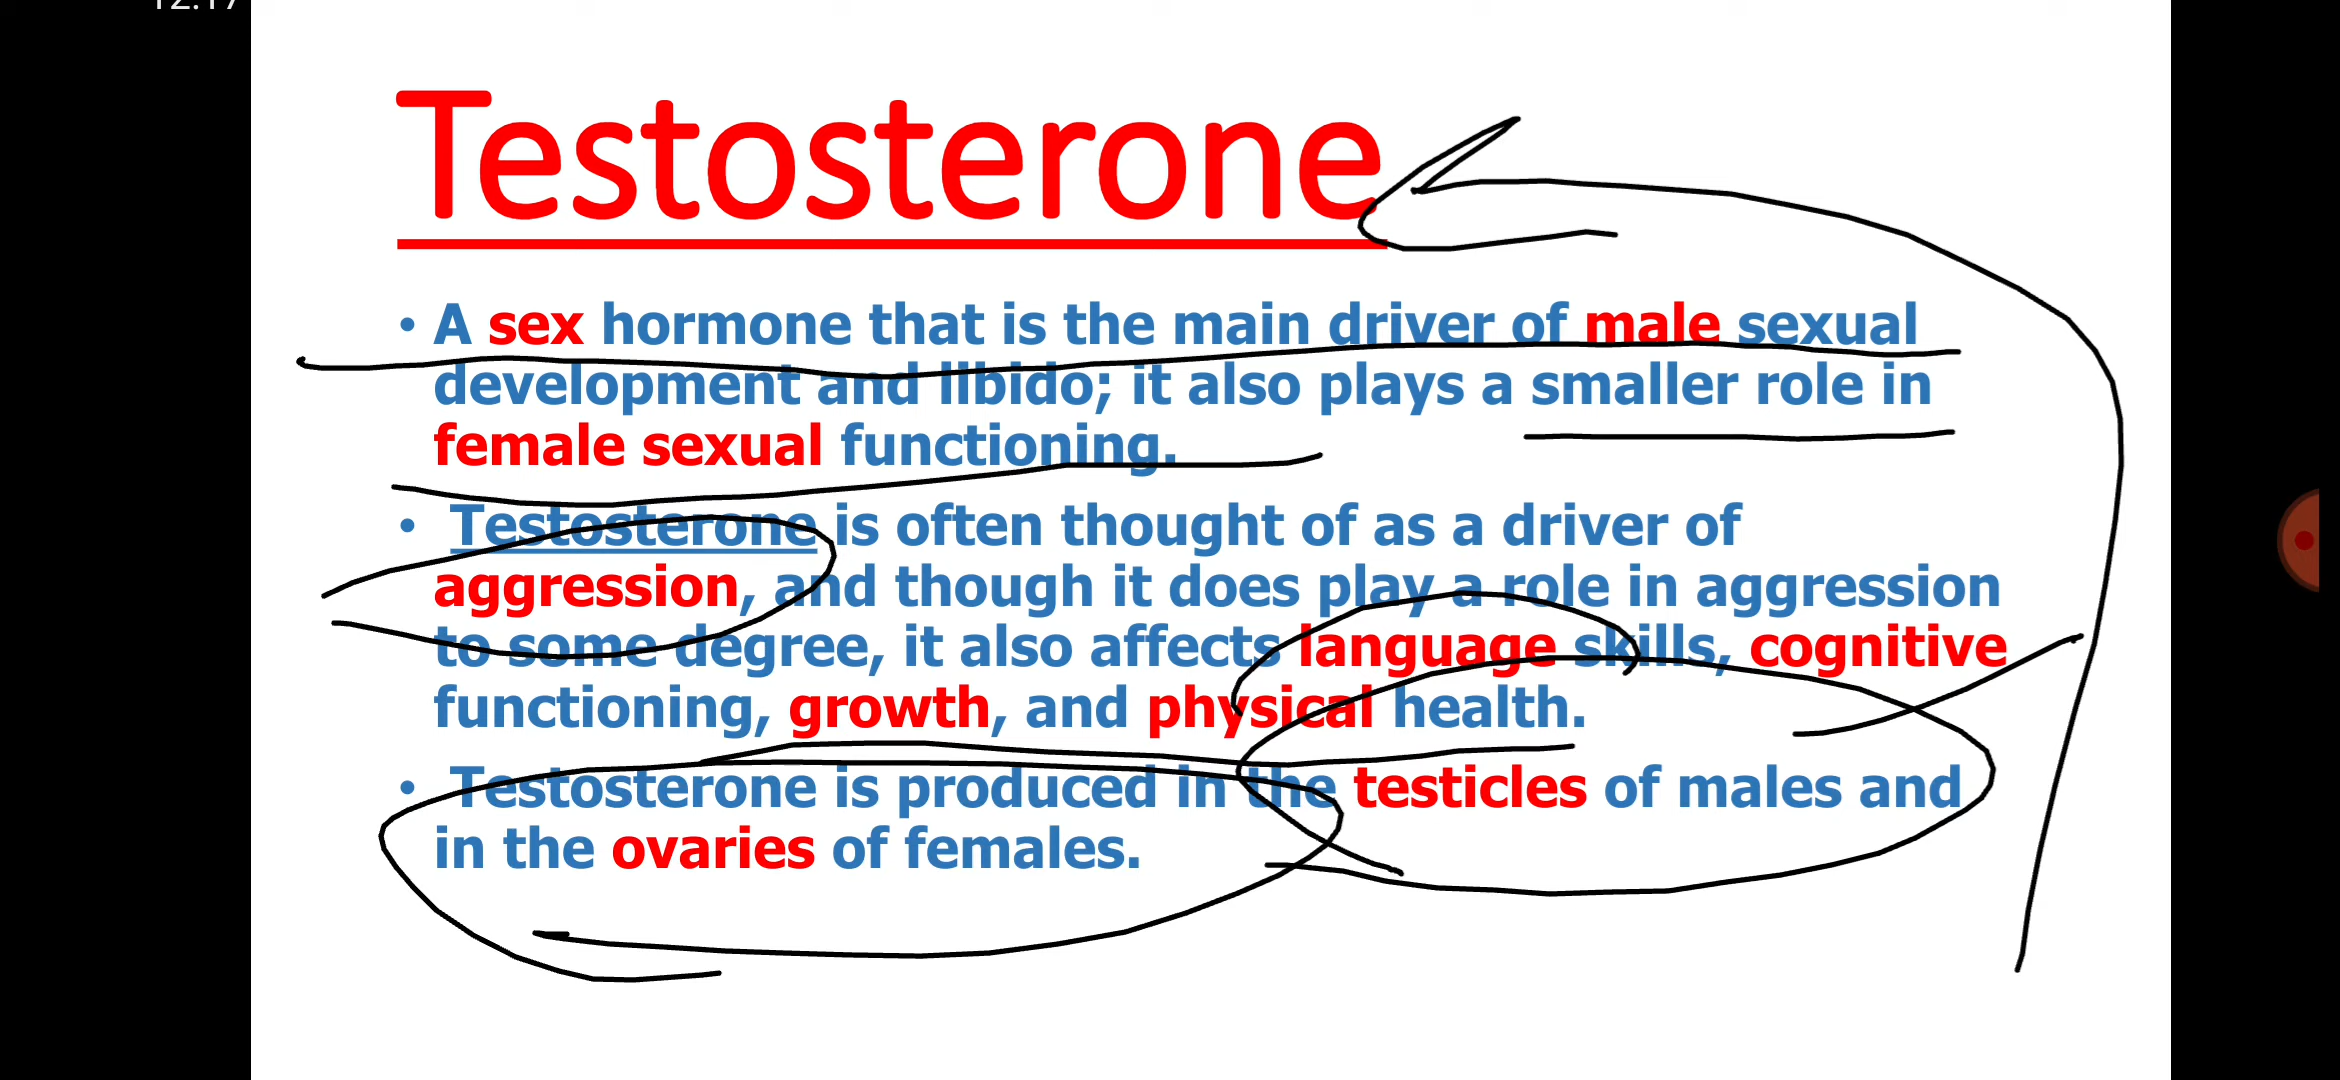 Testosterone
• A sex hormone that is the main driver of male sexual
development and libido; it also plays a smaller role in
female sexual functioning.
• Testosterone is often thought of as a driver of
aggression, and though it does play a role in aggression
to some degree, it also affects language skills, cognitive
functioning, growth, and physical health.
• Testosterone is produced in the testicles of males and
in the ovaries of females.